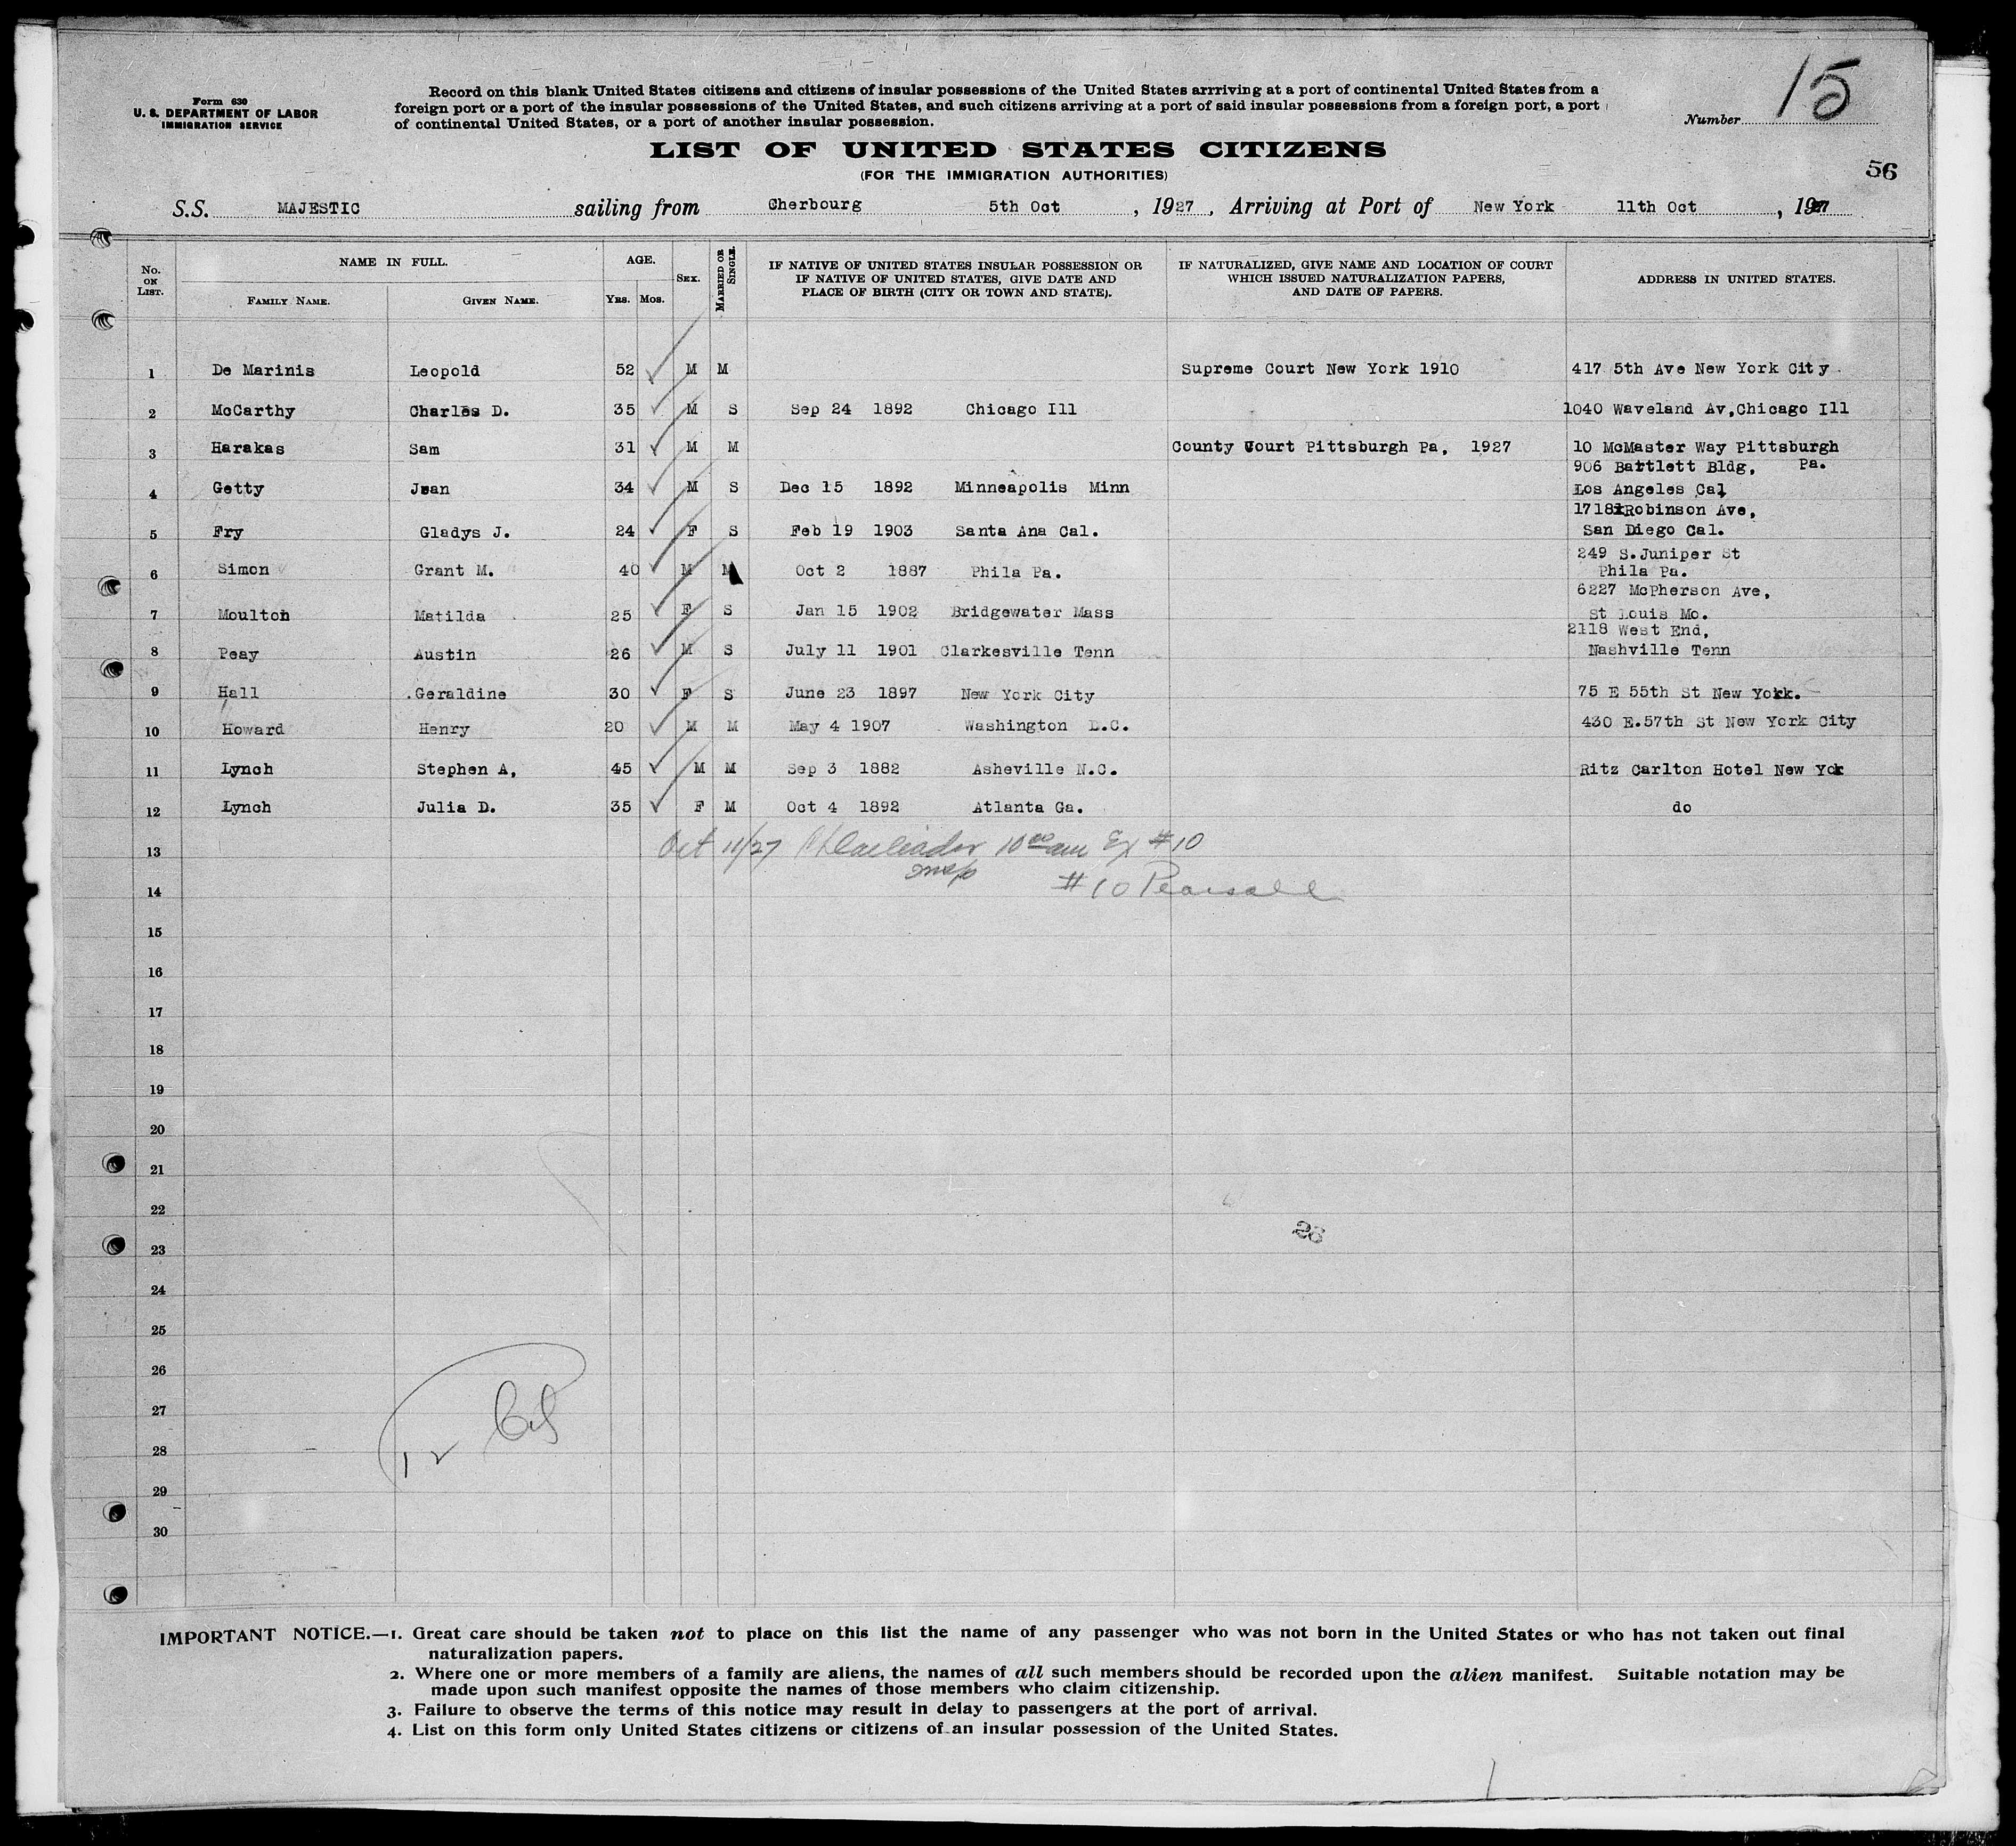 15
Form 630
U. S. DEPARTMENT OF LABOR
IMMIGRATION SERVICE
Record on this blank United States citizens and citizens of insular possessions of the United States arrriving at a port of continental United States from a
foreign port or a port of the insular possessions of the United States, and such citizens arriving at a port of said insular possessions from a foreign port, a port
of continental United States, or a port of another insular possession.
Number
LIST OF UNITED STATES CITIZENS
(FOR THE IMMIGRATION AUTHORITIES)
56
S.S. MAJESTIC sailing from Cherbourg 5th Oct , 1927, Arriving at Port of New York 11th Oct , 1927
No. ON LIST. NAME IN FULL. FAMILY NAME. GIVEN NAME. AGE. YRS. MOS. SEX. MARRIED OR SINGLE. IF NATIVE OF UNITED STATES INSULAR POSSESSION OR IF NATIVE OF UNITED STATES, GIVE DATE AND PLACE OF BIRTH (CITY OR TOWN AND STATE). IF NATURALIZED, GIVE NAME AND LOCATION OF COURT WHICH ISSUED NATURALIZATION PAPERS, AND DATE OF PAPERS. ADDRESS IN UNITED STATES.
1 De Marinis Leopold 52 M M Supreme Court New York 1910 417 5th Ave New York City
2 McCarthy Charles D. 35 M S Sep 24 1892 Chicago Ill 1040 Waveland Av,Chicago Ill
3 Harakas Sam 31 M M County Court Pittsburgh Pa, 1927 10 McMaster Way Pittsburgh Pa.
4 Getty Jean 34 M S Dec 15 1892 Minneapolis Minn 906 Bartlett Bldg, Los Angeles Cal
5 Fry Gladys J. 24 F S Feb 19 1903 Santa Ana Cal. 1718 Robinson Ave, San Diego Cal.
6 Simon Grant M. 40 M M Oct 2 1887 Phila Pa. 249 S.Juniper St Phila Pa.
7 Moulton Matilda 25 F S Jan 15 1902 Bridgewater Mass 6227 McPherson Ave, St Louis Mo.
8 Peay Austin 26 M S July 11 1901 Clarkesville Tenn 2118 West End, Nashville Tenn
9 Hall Geraldine 30 F S June 23 1897 New York City 75 E 55th St New York.
10 Howard Henry 20 M M May 4 1907 Washington D.C. 430 E.57th St New York City
11 Lynch Stephen A, 45 M M Sep 3 1882 Asheville N.C. Ritz Carlton Hotel New Yor
12 Lynch Julia D. 35 F M Oct 4 1892 Atlanta Ga. do
13 Oct 11/27 10 00 am Ex #10
insp
14 #10 Pearsall
15
16
17
18
19
20
21
22
26
23
24
25
26
27
12
28
29
30
IMPORTANT NOTICE.—1. Great care should be taken not to place on this list the name of any passenger who was not born in the United States or who has not taken out final
naturalization papers.
2. Where one or more members of a family are aliens, the names of all such members should be recorded upon the alien manifest. Suitable notation may be
made upon such manifest opposite the names of those members who claim citizenship.
3. Failure to observe the terms of this notice may result in delay to passengers at the port of arrival.
4. List on this form only United States citizens or citizens of an insular possession of the United States.